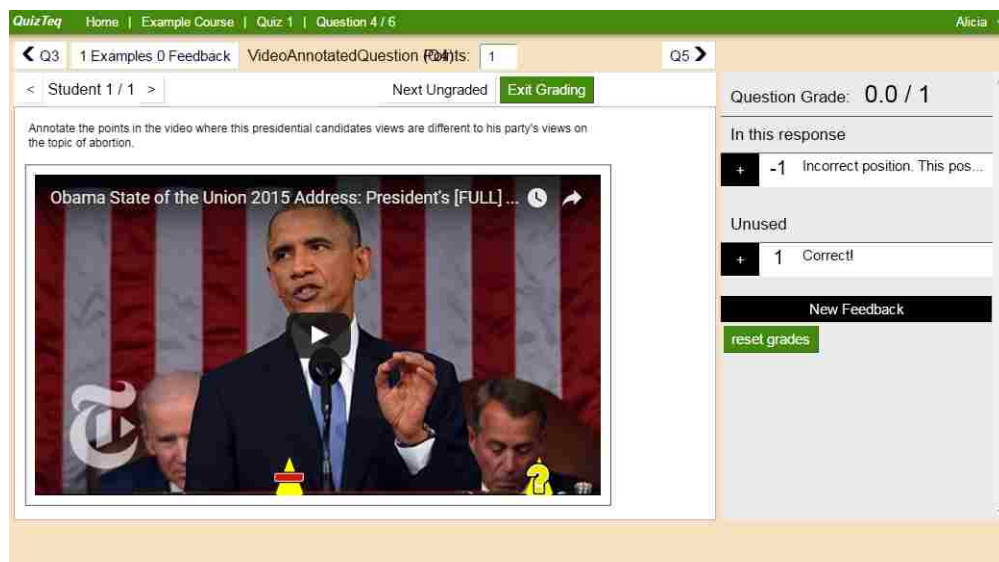 QuizTeq Home | Example Course | Quiz 1 | Question 4 / 6 Alicia
Q3 1 Examples 0 Feedback VideoAnnotatedQuestion (Q4) Points: 1 Q5
< Student 1 / 1 > Next Ungraded Exit Grading
Annotate the points in the video where this presidential candidates views are different to his party's views on
the topic of abortion.
Obama State of the Union 2015 Address: President's [FULL] ...
T
?
Question Grade: 0.0 / 1
In this response
+ -1 Incorrect position. This pos...
Unused
+ 1 Correct!
New Feedback
reset grades